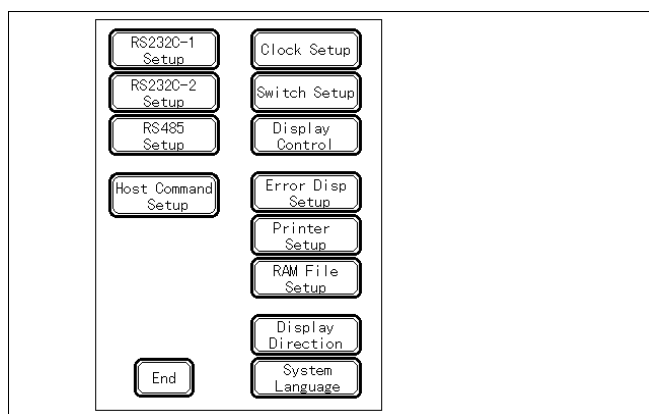 RS232C-1
Setup
RS232C-2
Setup
RS485
Setup
Host Command
Setup
End
Clock Setup
Switch Setup
Display
Control
Error Disp
Setup
Printer
Setup
RAM File
Setup
Display
Direction
System
Language